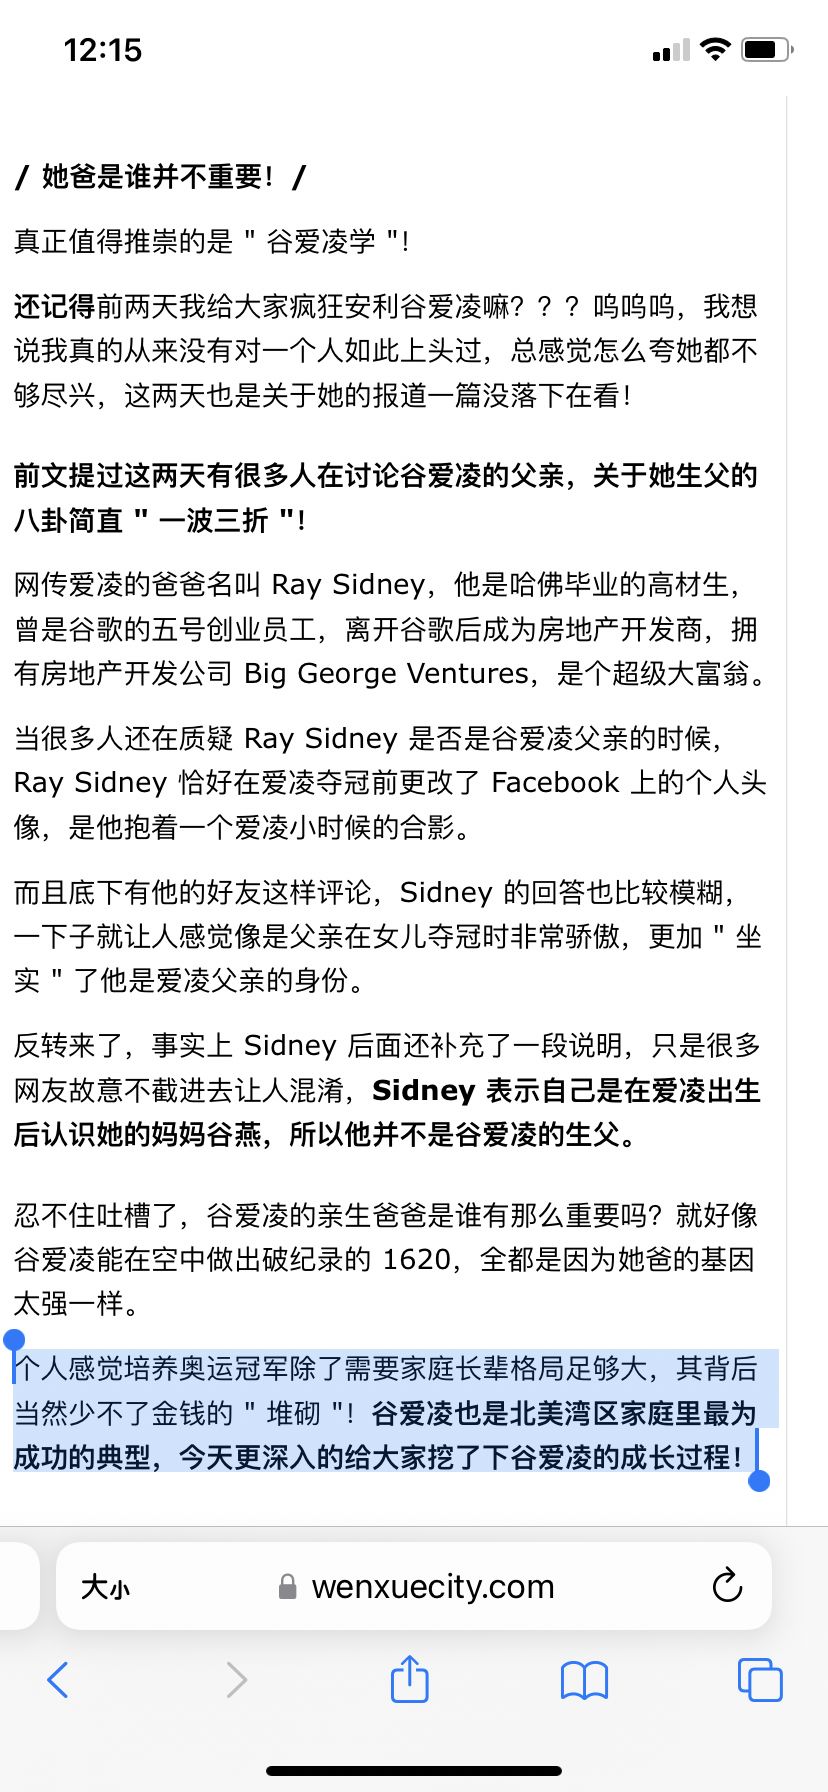 12:15
/ 她爸是谁并不重要！/
真正值得推崇的是 " 谷爱凌学 "！
还记得前两天我给大家疯狂安利谷爱凌嘛？？？呜呜呜，我想
说我真的从来没有对一个人如此上头过，总感觉怎么夸她都不
够尽兴，这两天也是关于她的报道一篇没落下在看！
前文提过这两天有很多人在讨论谷爱凌的父亲，关于她生父的
八卦简直 " 一波三折 "！
网传爱凌的爸爸名叫 Ray Sidney，他是哈佛毕业的高材生，
曾是谷歌的五号创业员工，离开谷歌后成为房地产开发商，拥
有房地产开发公司 Big George Ventures，是个超级大富翁。
当很多人还在质疑 Ray Sidney 是否是谷爱凌父亲的时候，
Ray Sidney 恰好在爱凌夺冠前更改了 Facebook 上的个人头
像，是他抱着一个爱凌小时候的合影。
而且底下有他的好友这样评论，Sidney 的回答也比较模糊，
一下子就让人感觉像是父亲在女儿夺冠时非常骄傲，更加 " 坐
实 " 了他是爱凌父亲的身份。
反转来了，事实上 Sidney 后面还补充了一段说明，只是很多
网友故意不截进去让人混淆，Sidney 表示自己是在爱凌出生
后认识她的妈妈谷燕，所以他并不是谷爱凌的生父。
忍不住吐槽了，谷爱凌的亲生爸爸是谁有那么重要吗？就好像
谷爱凌能在空中做出破纪录的 1620，全都是因为她爸的基因
太强一样。
个人感觉培养奥运冠军除了需要家庭长辈格局足够大，其背后
当然少不了金钱的 " 堆砌 "！谷爱凌也是北美湾区家庭里最为
成功的典型，今天更深入的给大家挖了下谷爱凌的成长过程！
大小 wenxuecity.com